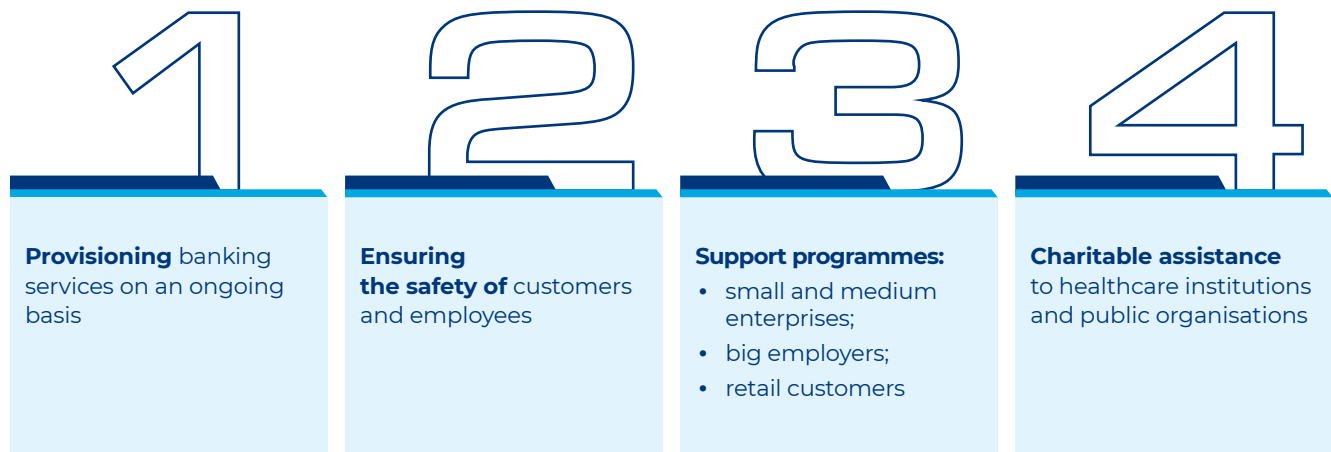 1
Provisioning banking
services on an ongoing
basis
2
Ensuring
the safety of customers
and employees
3
Support programmes:
• small and medium
enterprises;
• big employers;
• retail customers
4
Charitable assistance
to healthcare institutions
and public organisations